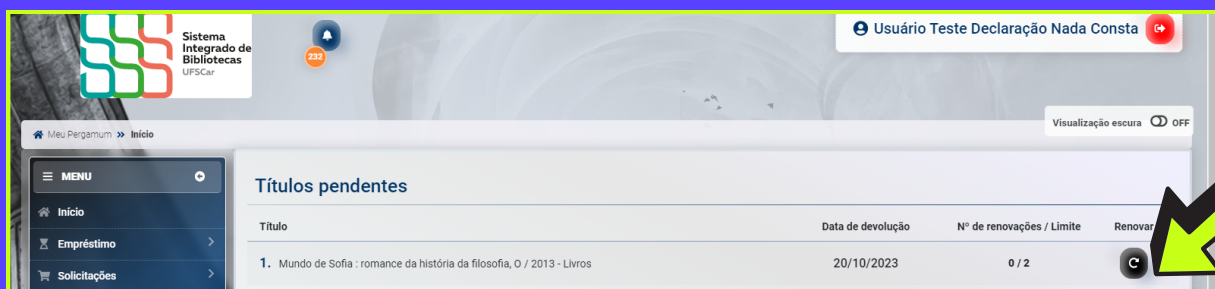 Sistema
Integrado de
Bibliotecas
UFSCar
232
Usuário Teste Declaração Nada Consta
Meu Pergamum » Início
Visualização escura OFF
MENU
Início
Empréstimo
Solicitações
Títulos pendentes
Título Data de devolução Nº de renovações / Limite Renovar
1. Mundo de Sofia : romance da história da filosofia, O / 2013 - Livros 20/10/2023 0 / 2